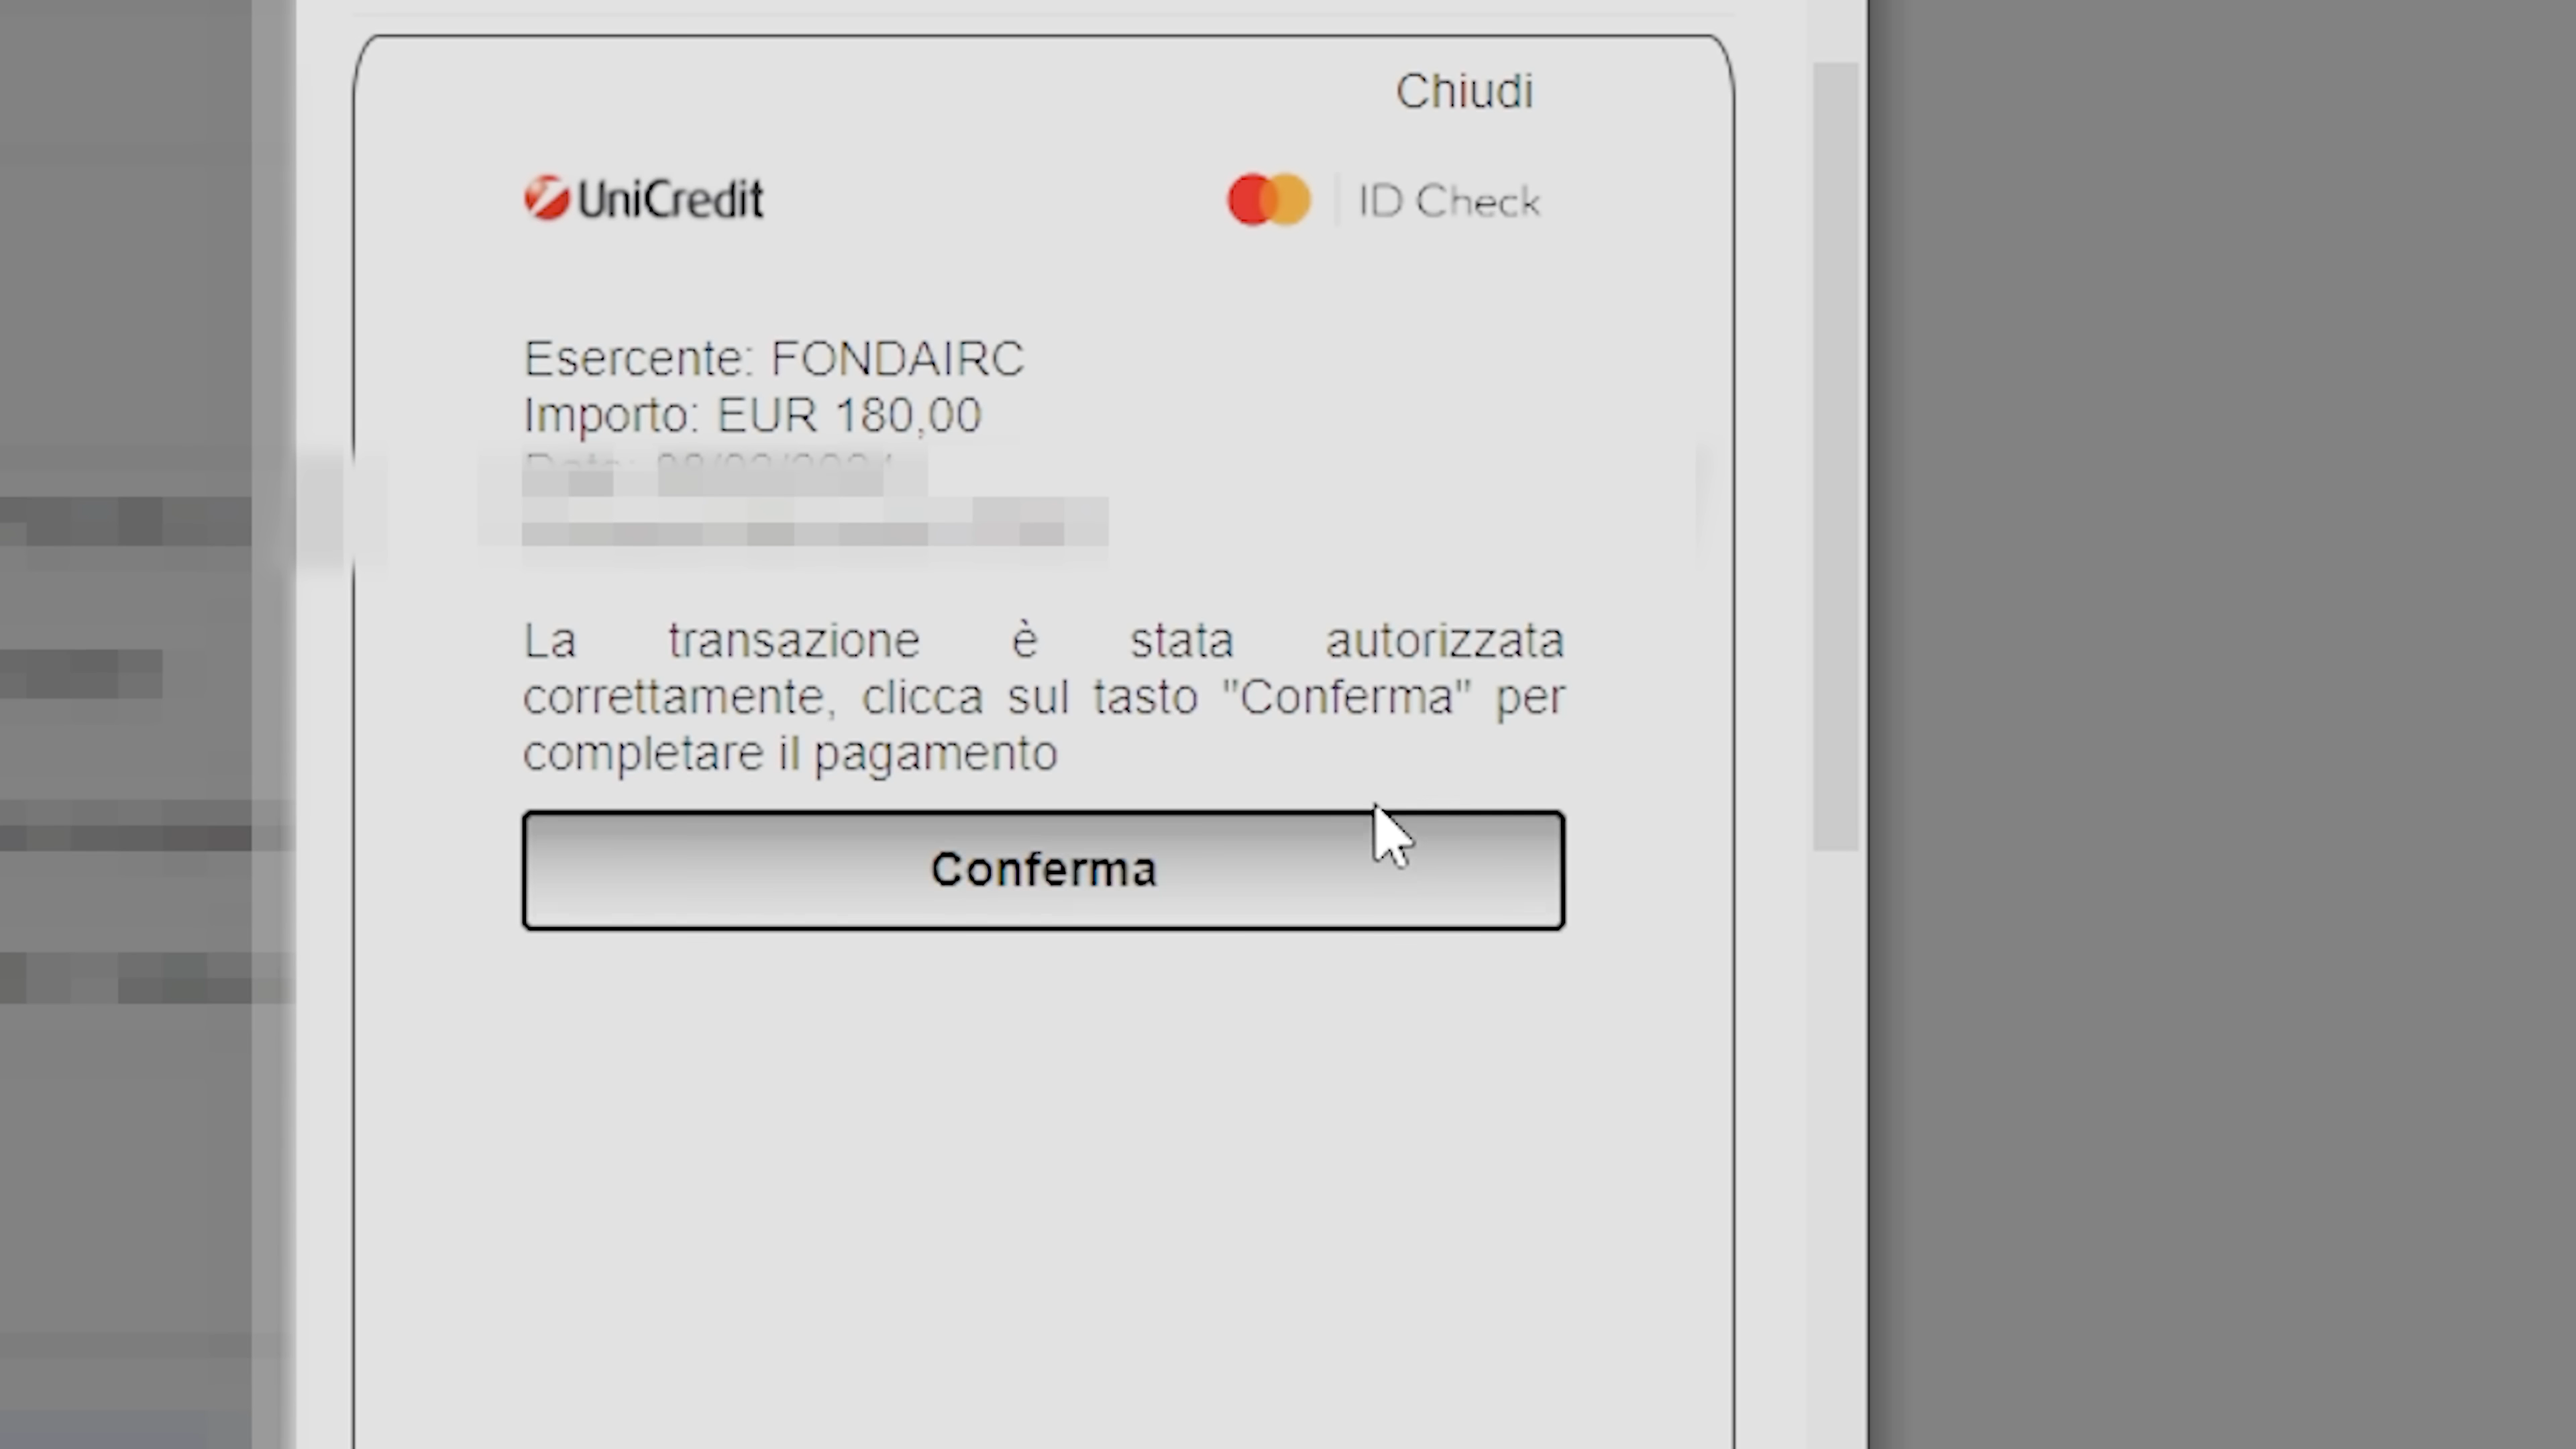 Chiudi
UniCredit
ID Check
Esercente: FONDAIRC
Importo: EUR 180,00
La transazione è stata autorizzata
correttamente, clicca sul tasto "Conferma" per
completare il pagamento
Conferma